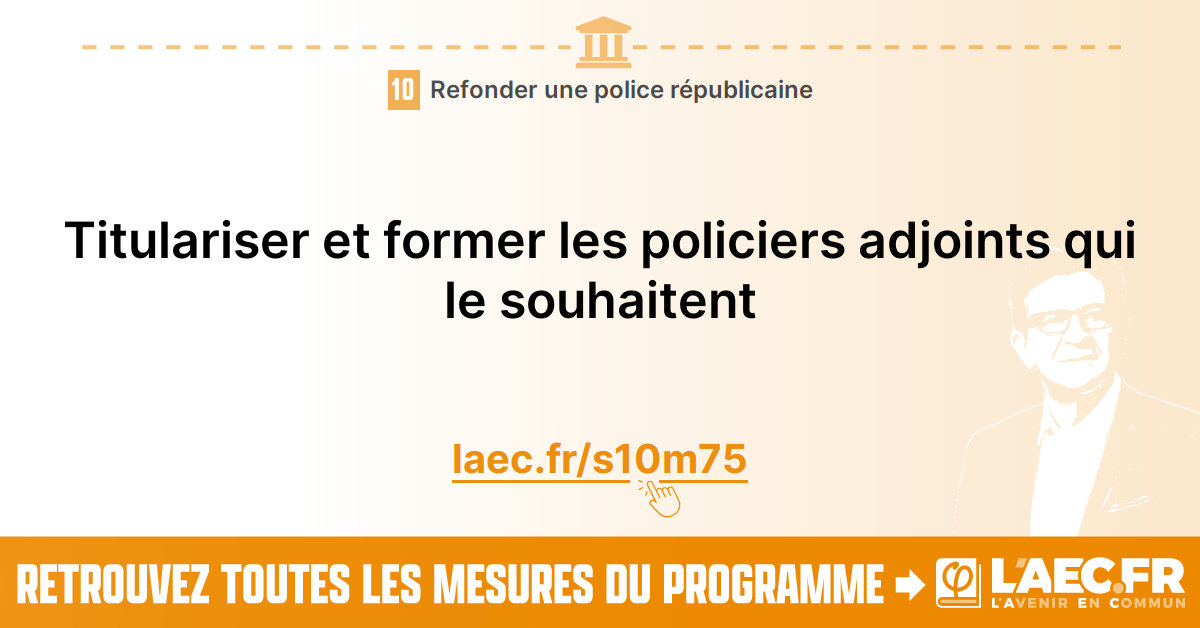 10 Refonder une police républicaine
Titulariser et former les policiers adjoints qui
le souhaitent
laec.fr/s10m75
RETROUVEZ TOUTES LES MESURES DU PROGRAMME
φ L'AEC.FR
L'AVENIR EN COMMUN